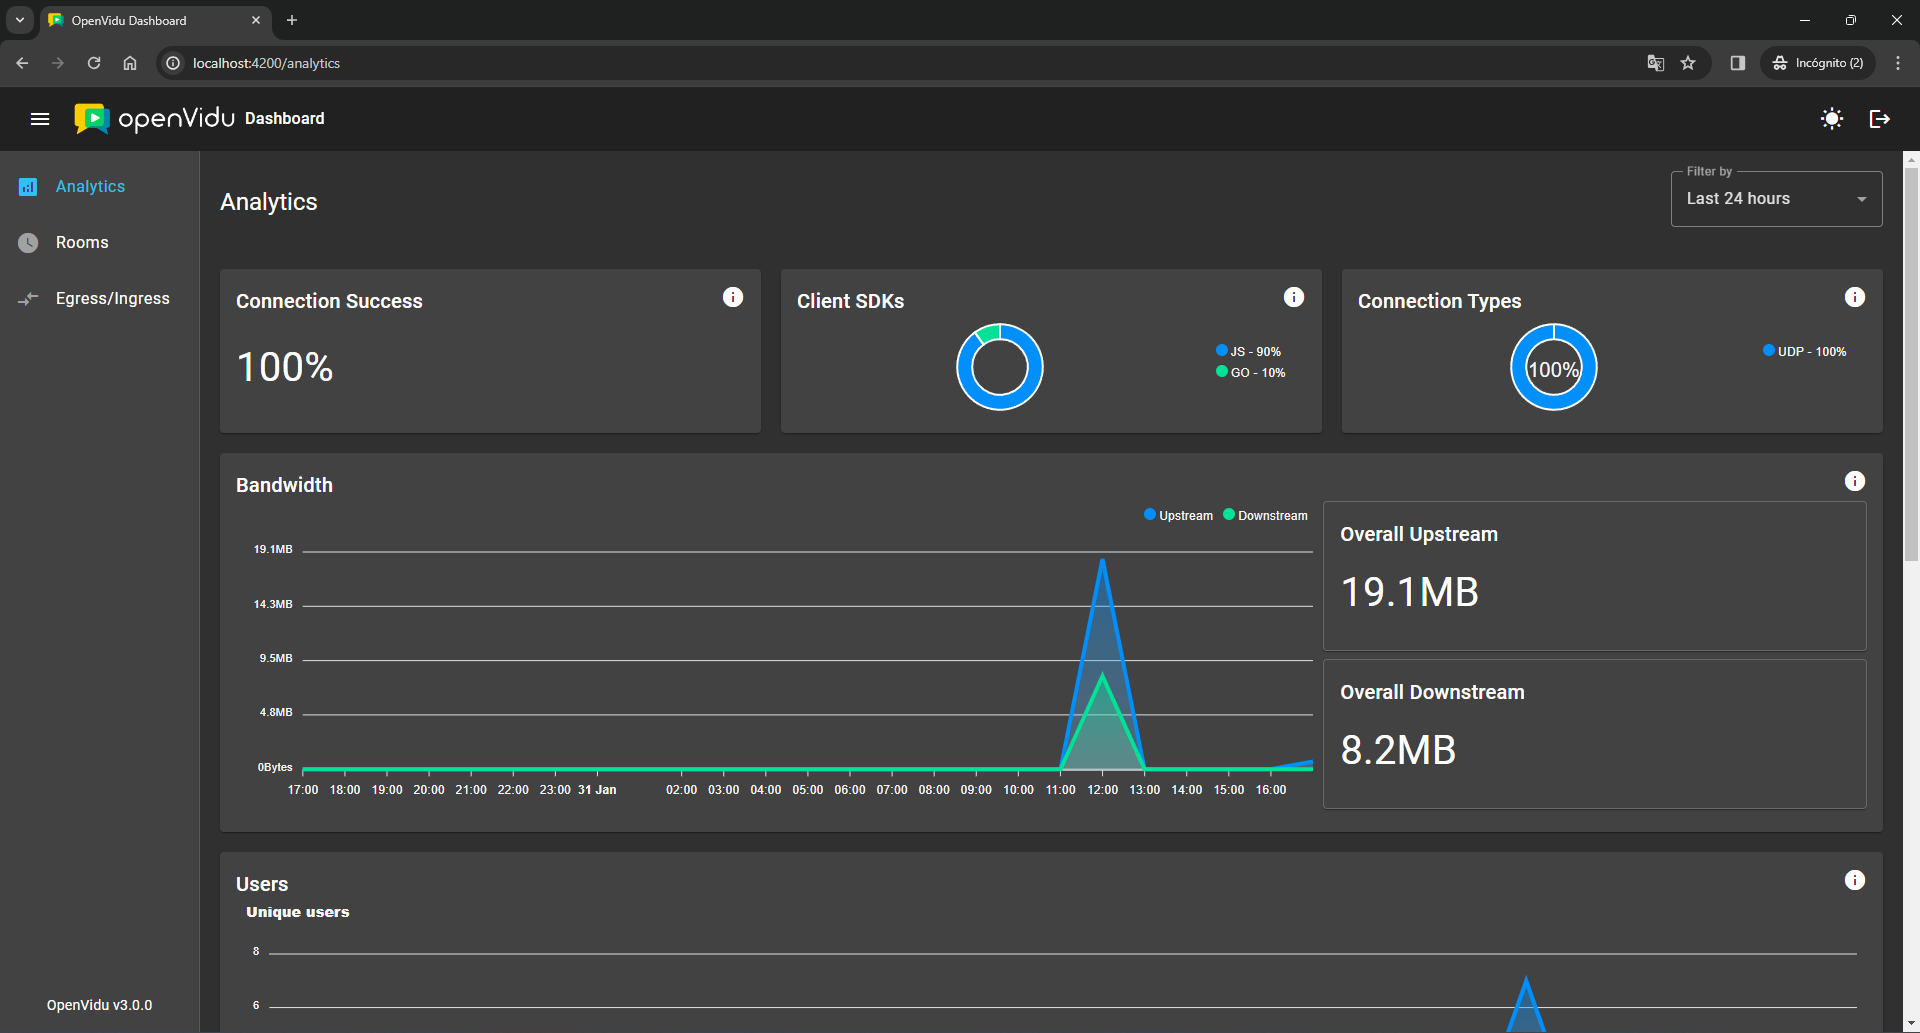 OpenVidu Dashboard
localhost:4200/analytics
Incógnito (2)
openVidu Dashboard
Analytics
Rooms
Egress/Ingress
OpenVidu v3.0.0
Analytics
Filter by
Last 24 hours
Connection Success
100%
Client SDKs
JS - 90%
GO - 10%
Connection Types
100%
UDP - 100%
Bandwidth
Upstream Downstream
19.1MB
14.3MB
9.5MB
4.8MB
0Bytes
17:00 18:00 19:00 20:00 21:00 22:00 23:00 31 Jan 02:00 03:00 04:00 05:00 06:00 07:00 08:00 09:00 10:00 11:00 12:00 13:00 14:00 15:00 16:00
Overall Upstream
19.1MB
Overall Downstream
8.2MB
Users
Unique users
8
6